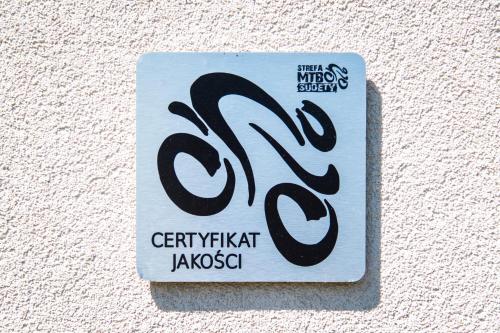 STREFA
MTB
SUDETY
CERTYFIKAT
JAKOŚCI